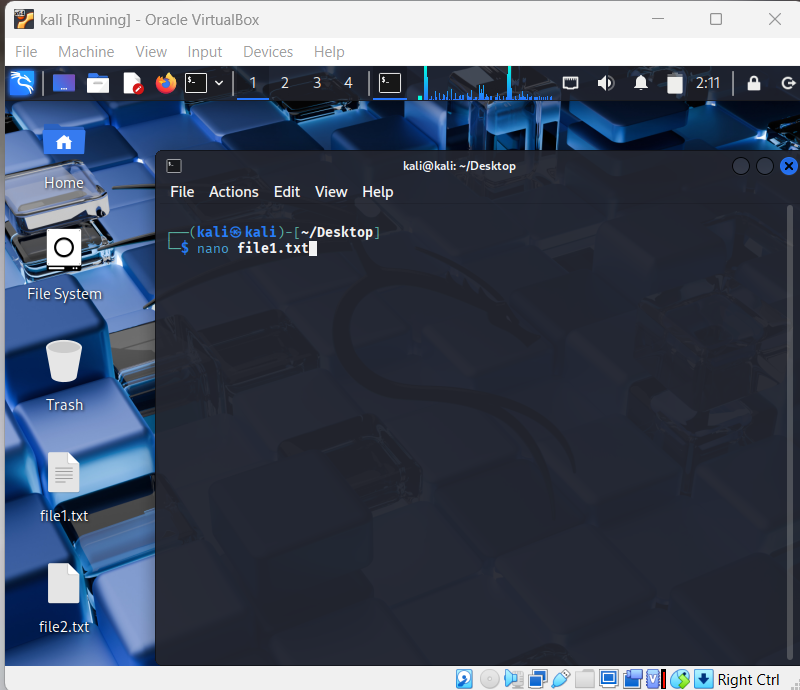 kali [Running] - Oracle VirtualBox
File Machine View Input Devices Help
1 2 3 4 2:11
Home
File System
Trash
file1.txt
file2.txt
kali@kali: ~/Desktop
File Actions Edit View Help
┌──(kali㉿kali)-[~/Desktop]
└─$ nano file1.txt
Right Ctrl